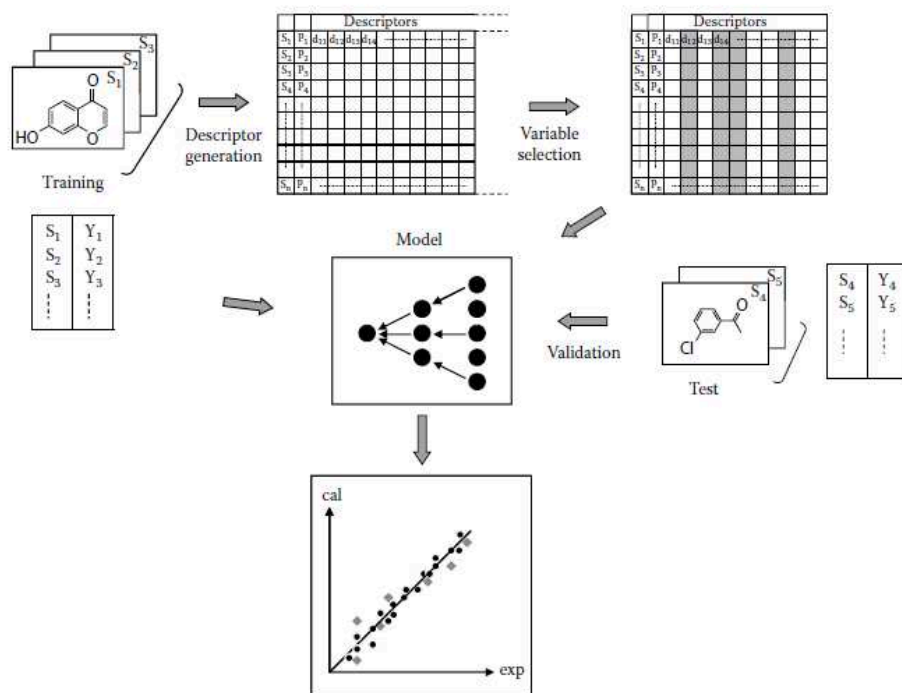 S3
S2
S1
O
HO
O
Training
Descriptor
generation
Descriptors
S1 P1 d11 d12 d13 d14
S2 P2
S3 P3
S4 P4
Sn Pn
Variable
selection
Descriptors
S1 P1 d11 d12 d13 d14
S2 P2
S3 P3
S4 P4
Sn Pn
S1 Y1
S2 Y2
S3 Y3
Model
Validation
S5
S4
O
Cl
Test
S4 Y4
S5 Y5
cal
exp